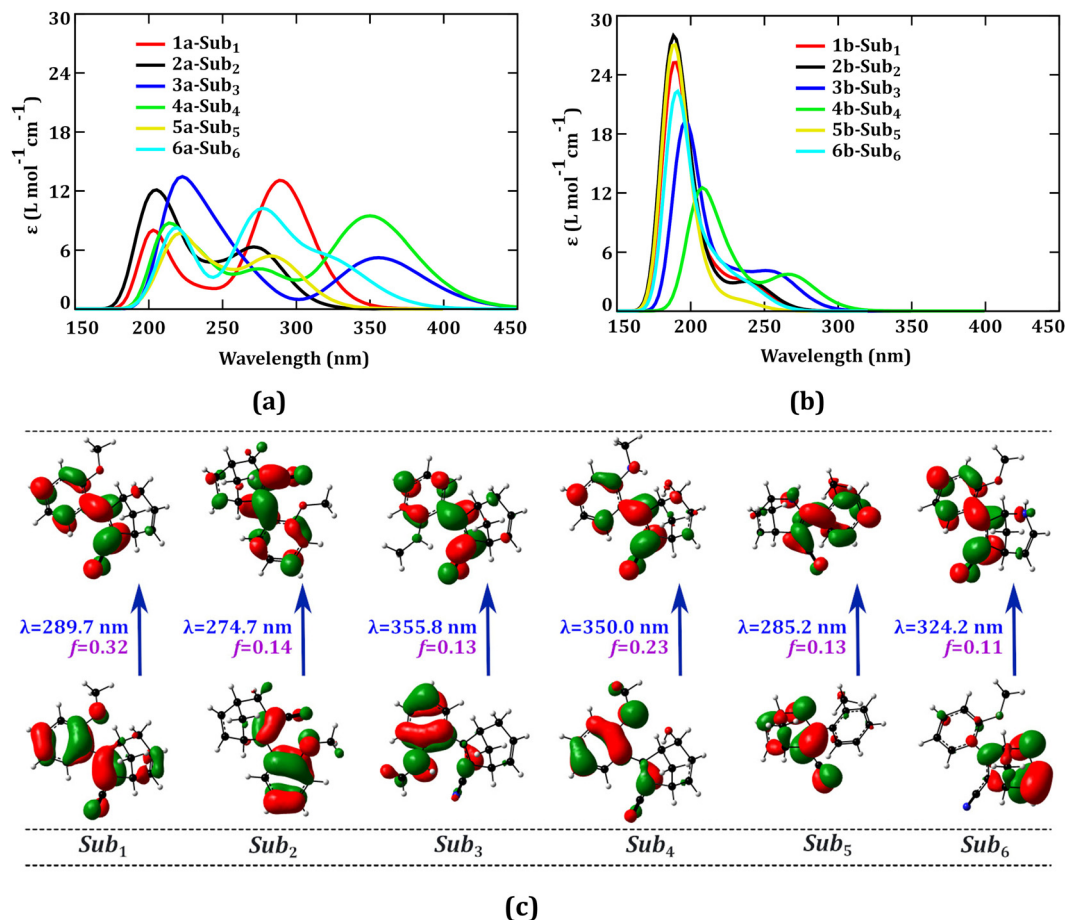 30
24
18
12
6
0
ε (L mol⁻¹ cm⁻¹)
1a-Sub₁
2a-Sub₂
3a-Sub₃
4a-Sub₄
5a-Sub₅
6a-Sub₆
150 200 250 300 350 400 450
Wavelength (nm)
(a)
30
24
18
12
6
0
ε (L mol⁻¹ cm⁻¹)
1b-Sub₁
2b-Sub₂
3b-Sub₃
4b-Sub₄
5b-Sub₅
6b-Sub₆
150 200 250 300 350 400 450
Wavelength (nm)
(b)
λ=289.7 nm λ=274.7 nm λ=355.8 nm λ=350.0 nm λ=285.2 nm λ=324.2 nm
f=0.32 f=0.14 f=0.13 f=0.23 f=0.13 f=0.11
Sub₁ Sub₂ Sub₃ Sub₄ Sub₅ Sub₆
(c)